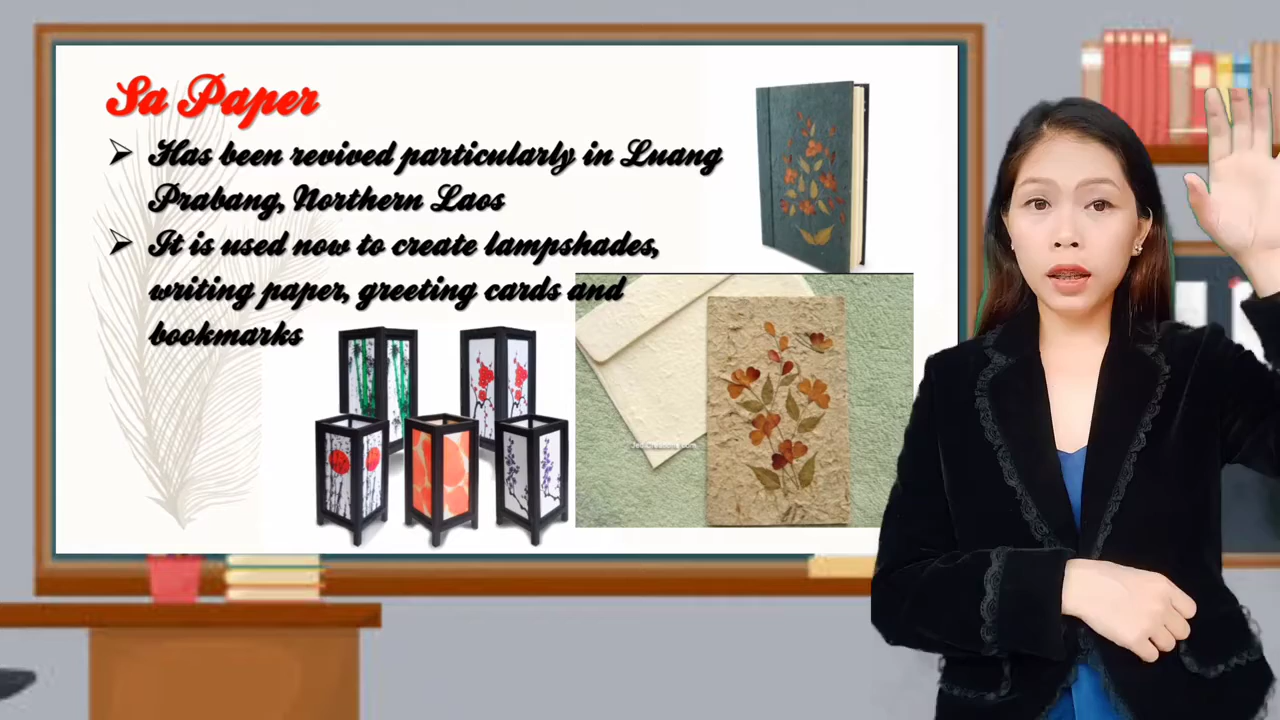 Sa Paper
➢ Has been revived particularly in Luang
Prabang, Northern Laos
➢ It is used now to create lampshades,
writing paper, greeting cards and
bookmarks